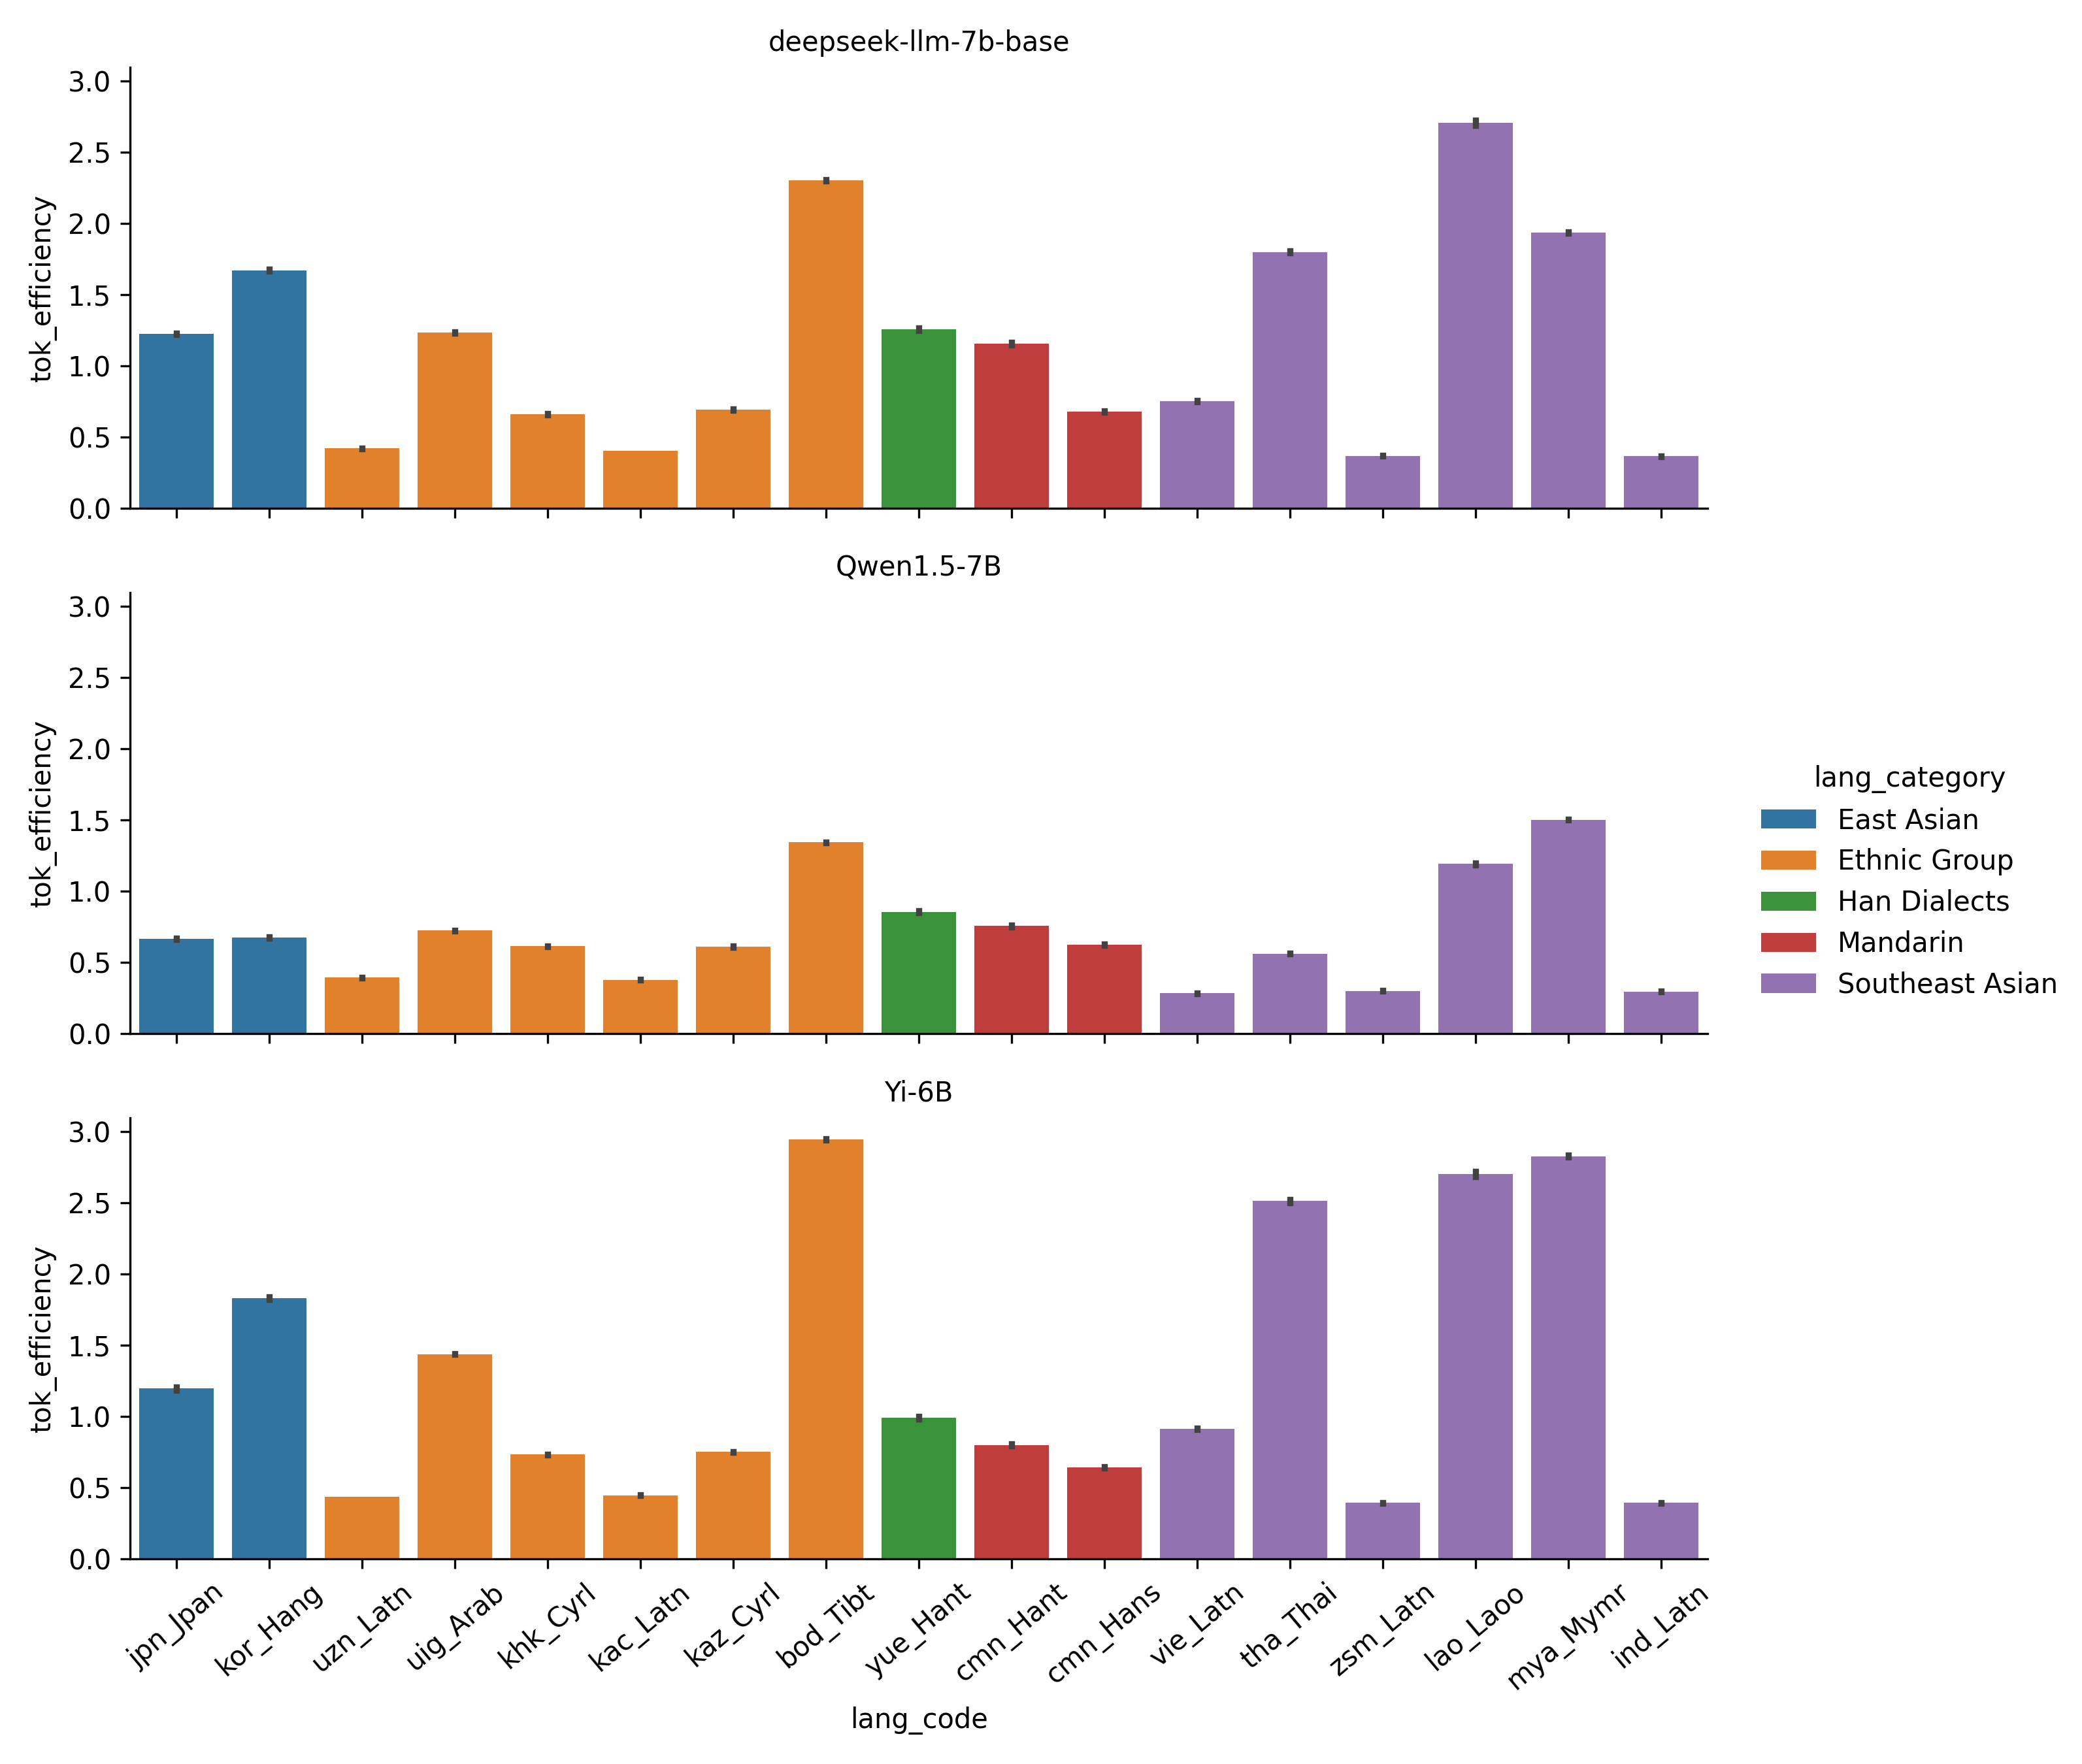 deepseek-llm-7b-base
3.0
2.5
2.0
1.5
1.0
0.5
0.0
tok_efficiency
Qwen1.5-7B
3.0
2.5
2.0
1.5
1.0
0.5
0.0
tok_efficiency
lang_category
East Asian
Ethnic Group
Han Dialects
Mandarin
Southeast Asian
Yi-6B
3.0
2.5
2.0
1.5
1.0
0.5
0.0
tok_efficiency
jpn_Jpan
kor_Hang
uzn_Latn
uig_Arab
khk_Cyrl
kac_Latn
kaz_Cyrl
bod_Tibt
yue_Hant
cmn_Hant
cmn_Hans
vie_Latn
tha_Thai
zsm_Latn
lao_Laoo
mya_Mymr
ind_Latn
lang_code